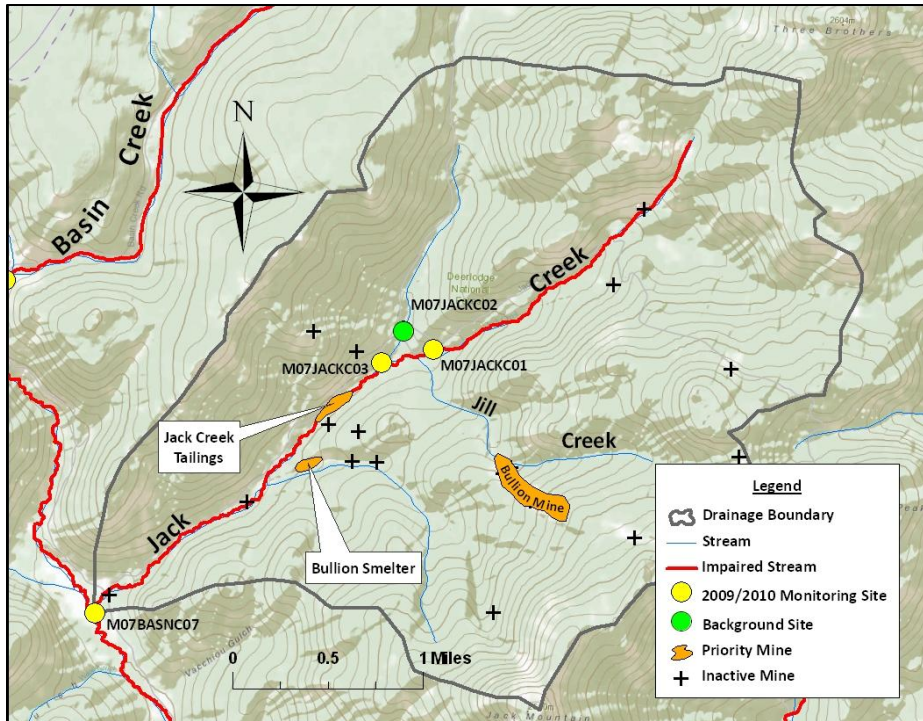 2604m
Three Brothers
N
Basin
Creek
Deerlodge
National
M07JACKC02
Creek
M07JACKC03
M07JACKC01
Jill
Creek
Jack Creek
Tailings
Bullion Mine
Jack
Bullion Smelter
M07BASNC07
0
0.5
1 Miles
Jack Mountain
Legend
Drainage Boundary
Stream
Impaired Stream
2009/2010 Monitoring Site
Background Site
Priority Mine
Inactive Mine